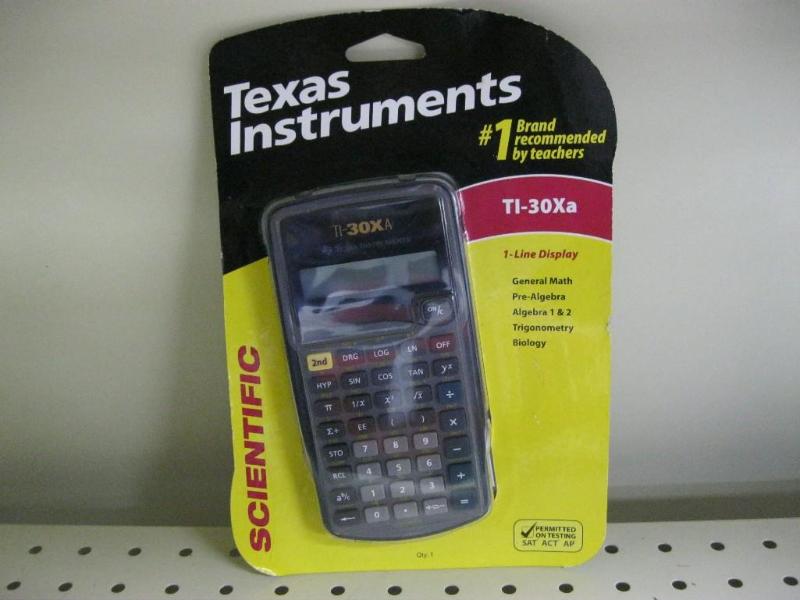 Texas
Instruments
#1 Brand
recommended
by teachers
TI-30Xa
1-Line Display
General Math
Pre-Algebra
Algebra 1 & 2
Trigonometry
Biology
SCIENTIFIC
TI-30XA
TEXAS INSTRUMENTS
ON/C
2nd DRG LOG LN OFF
HYP SIN COS TAN yx
π 1/x x² √x ÷
Σ+ EE ( ) ×
STO 7 8 9 −
RCL 4 5 6 +
ab/c 1 2 3 =
← 0 . +⇄−
PERMITTED
ON TESTING
SAT ACT AP
Qty. 1